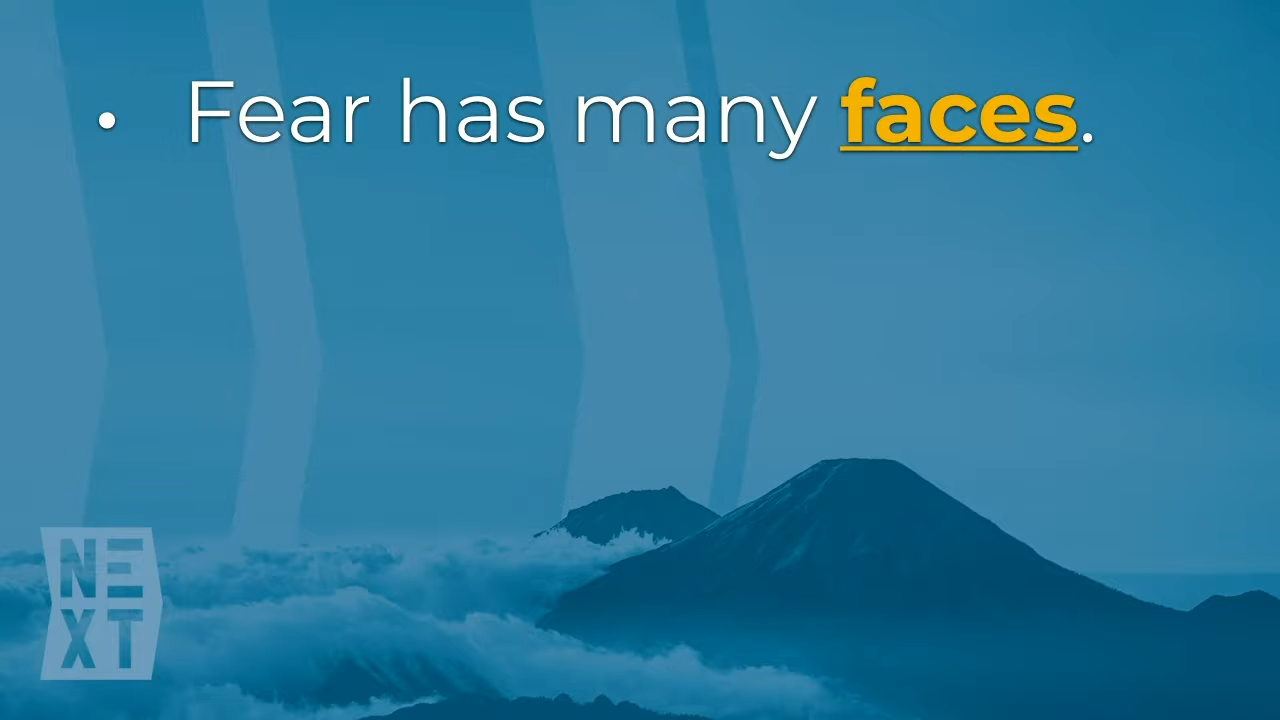 • Fear has many faces.
NE
XT